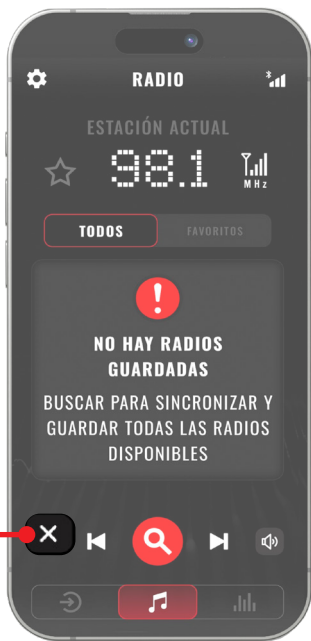 RADIO
ESTACIÓN ACTUAL
98.1
MHz
TODOS
FAVORITOS
NO HAY RADIOS
GUARDADAS
BUSCAR PARA SINCRONIZAR Y
GUARDAR TODAS LAS RADIOS
DISPONIBLES